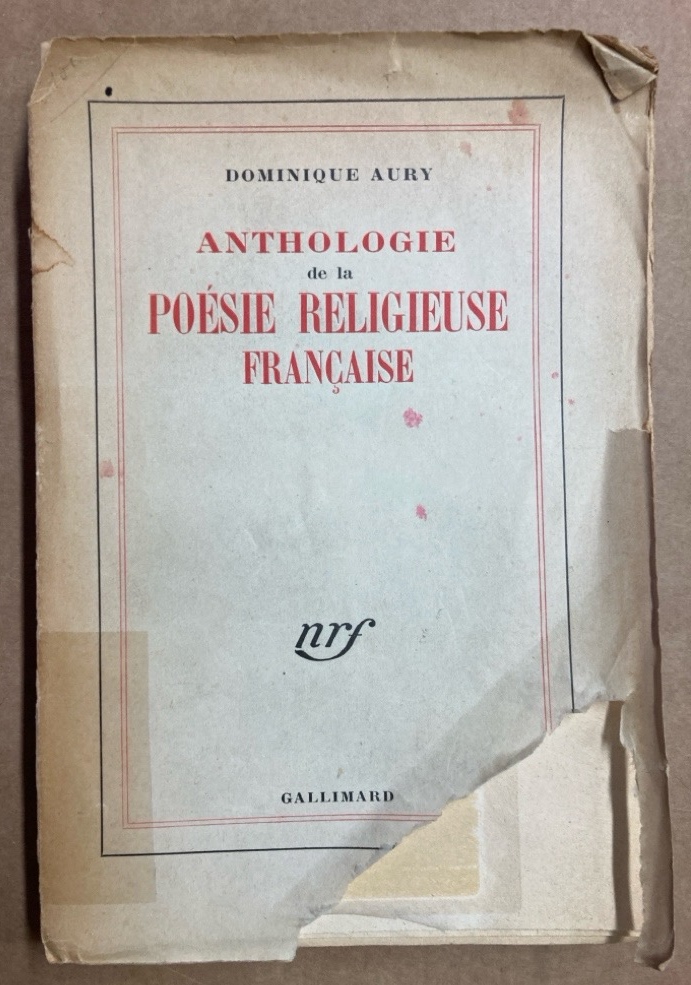 DOMINIQUE AURY
ANTHOLOGIE
de la
POÉSIE RELIGIEUSE
FRANÇAISE
nrf
GALLIMARD